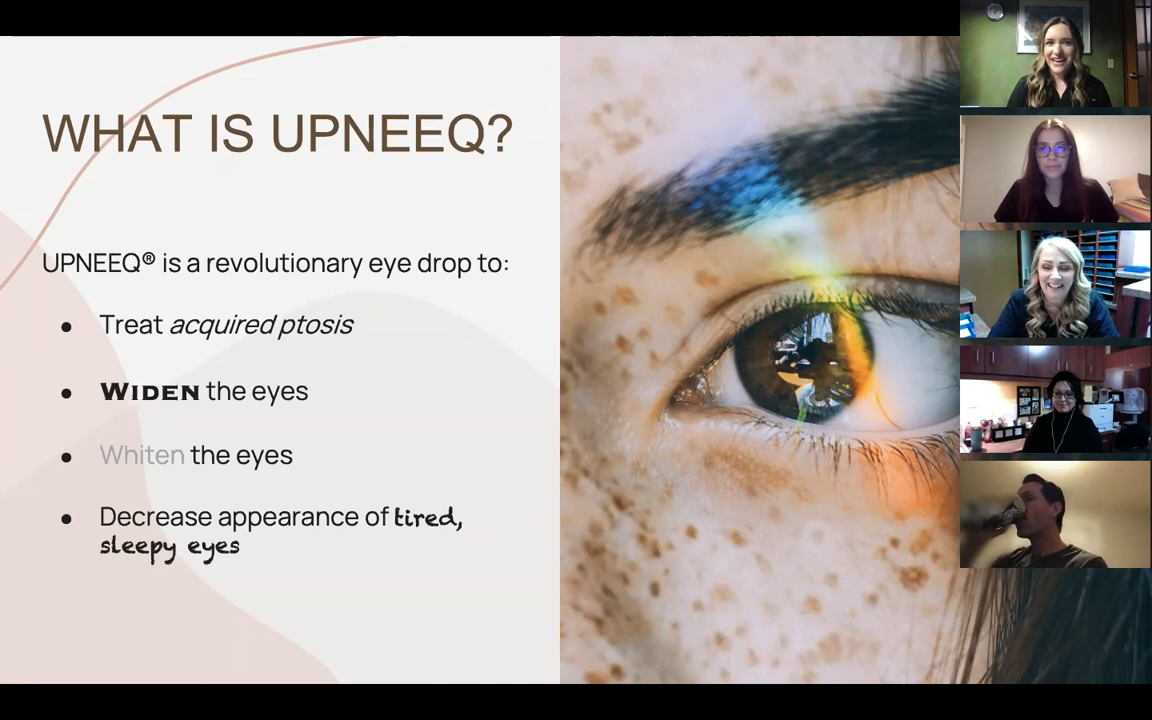 WHAT IS UPNEEQ?
UPNEEQ® is a revolutionary eye drop to:
• Treat acquired ptosis
• WIDEN the eyes
• Whiten the eyes
• Decrease appearance of tired,
sleepy eyes